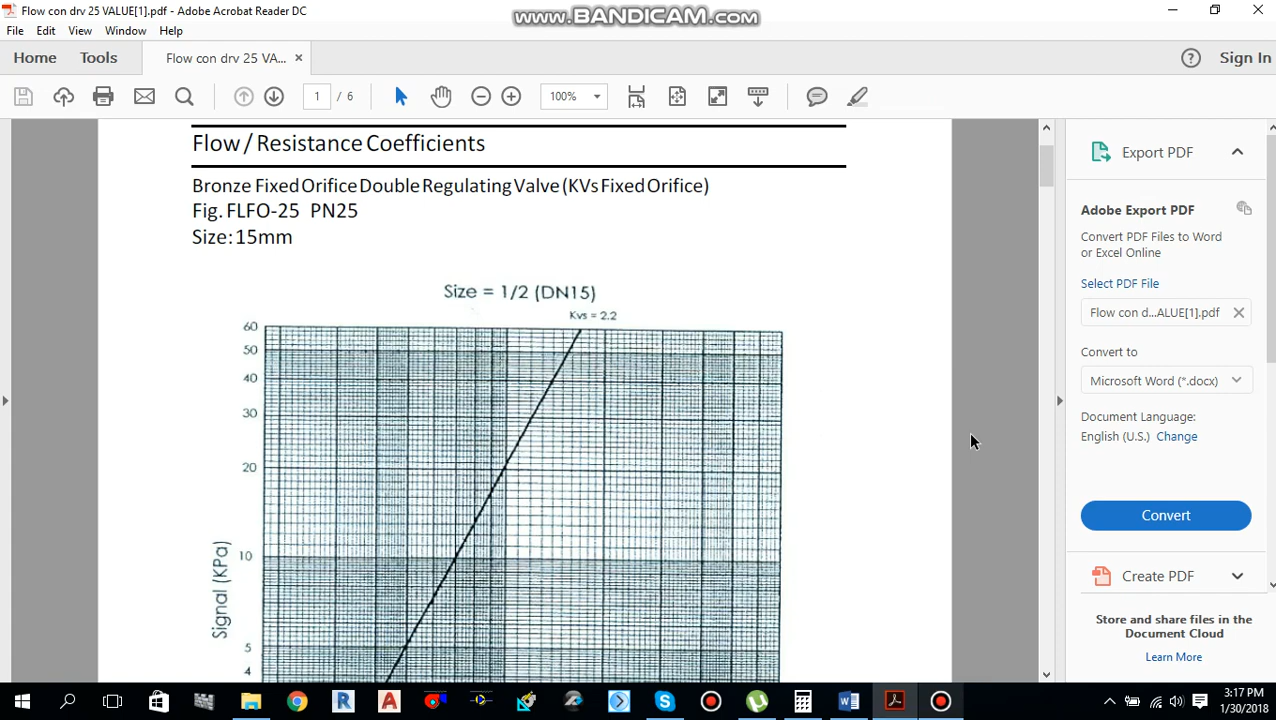 Flow con drv 25 VALUE[1].pdf - Adobe Acrobat Reader DC
www.BANDICAM.com
File Edit View Window Help
Home Tools Flow con drv 25 VA... × Sign In
1 / 6 100%
Flow / Resistance Coefficients
Bronze Fixed Orifice Double Regulating Valve (KVs Fixed Orifice)
Fig. FLFO-25 PN25
Size: 15mm
Size = 1/2 (DN15)
Kvs = 2.2
60
50
40
30
20
10
5
4
Signal (KPa)
Export PDF
Adobe Export PDF
Convert PDF Files to Word
or Excel Online
Select PDF File
Flow con d...ALUE[1].pdf
Convert to
Microsoft Word (*.docx)
Document Language:
English (U.S.) Change
Convert
Create PDF
Store and share files in the
Document Cloud
Learn More
3:17 PM
1/30/2018